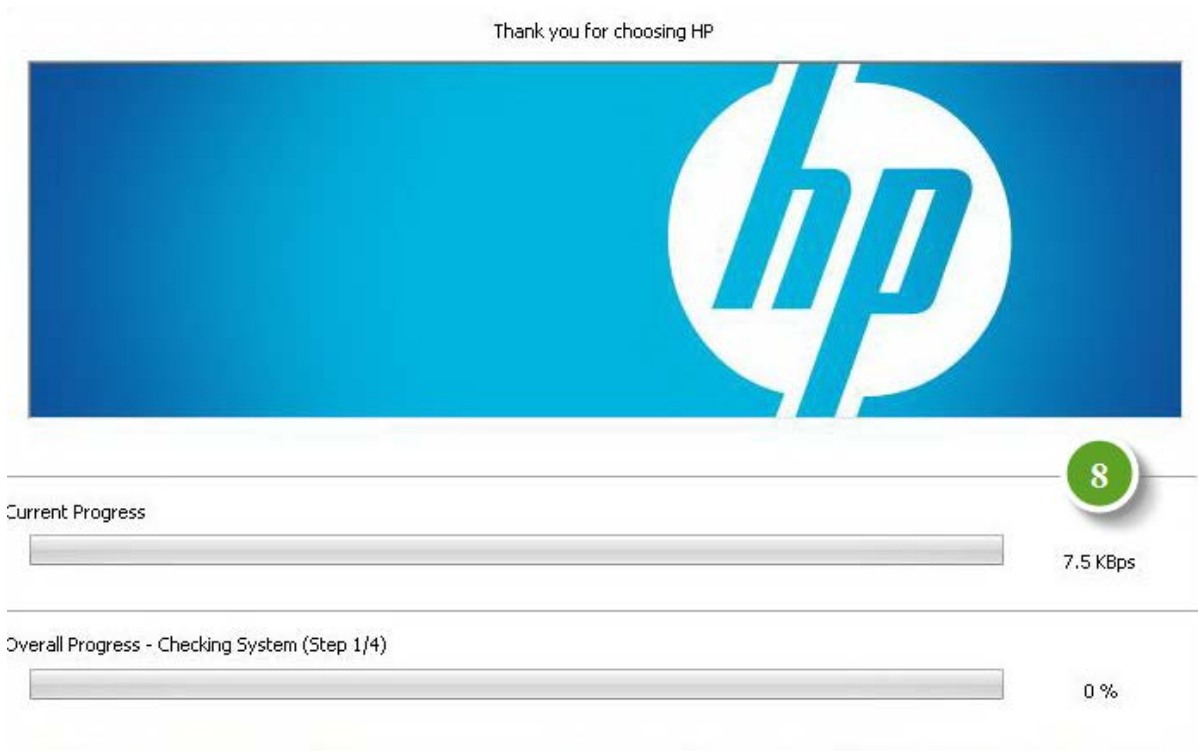 Thank you for choosing HP
hp
8
Current Progress
7.5 KBps
Overall Progress - Checking System (Step 1/4)
0 %